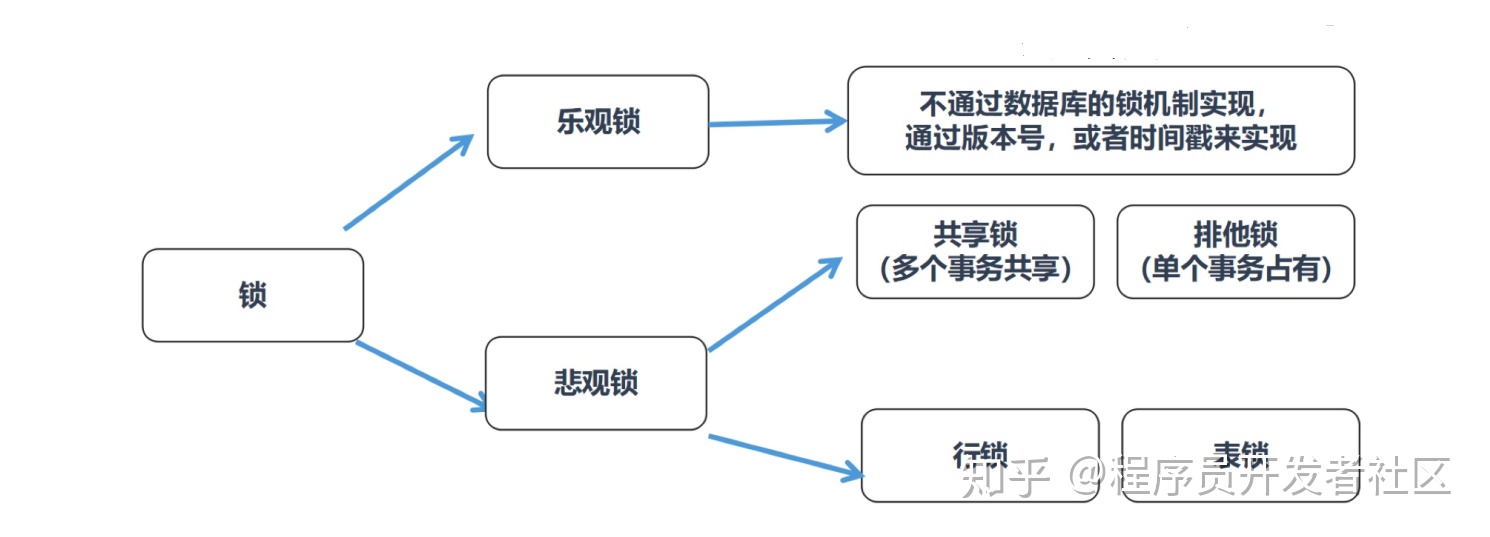 乐观锁
不通过数据库的锁机制实现，
通过版本号，或者时间戳来实现
共享锁
（多个事务共享）
排他锁
（单个事务占有）
锁
悲观锁
行锁
表锁
知乎 @程序员开发者社区